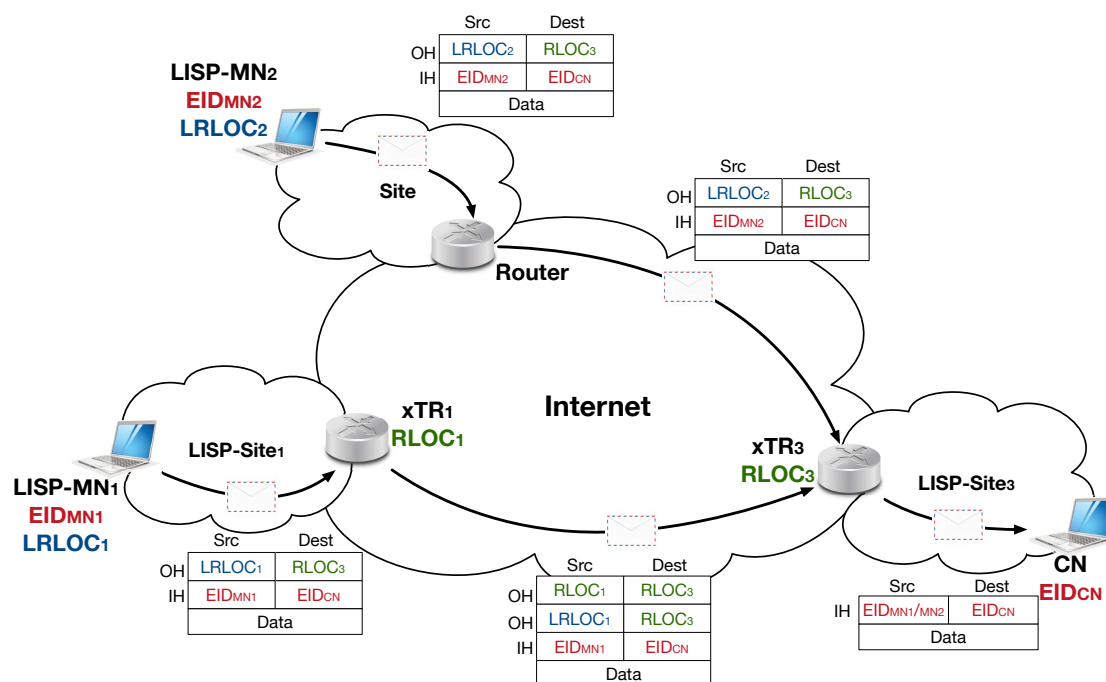 Src Dest
OH LRLOC2 RLOC3
IH EIDMN2 EIDCN
Data
LISP-MN2
EIDMN2
LRLOC2
Site
Router
Src Dest
OH LRLOC2 RLOC3
IH EIDMN2 EIDCN
Data
Internet
xTR1
RLOC1
LISP-Site1
LISP-MN1
EIDMN1
LRLOC1
xTR3
RLOC3
LISP-Site3
CN
EIDCN
Src Dest
OH LRLOC1 RLOC3
IH EIDMN1 EIDCN
Data
Src Dest
OH RLOC1 RLOC3
OH LRLOC1 RLOC3
IH EIDMN1 EIDCN
Data
Src Dest
IH EIDMN1/MN2 EIDCN
Data